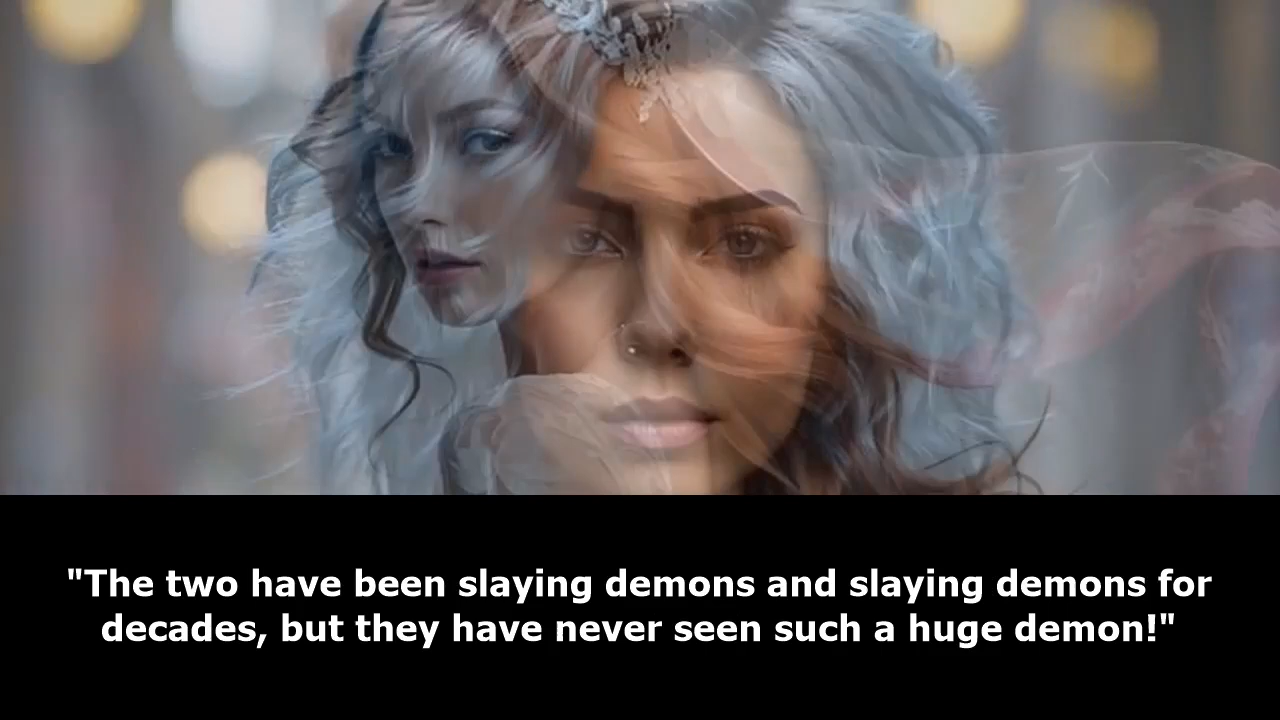 "The two have been slaying demons and slaying demons for
decades, but they have never seen such a huge demon!"